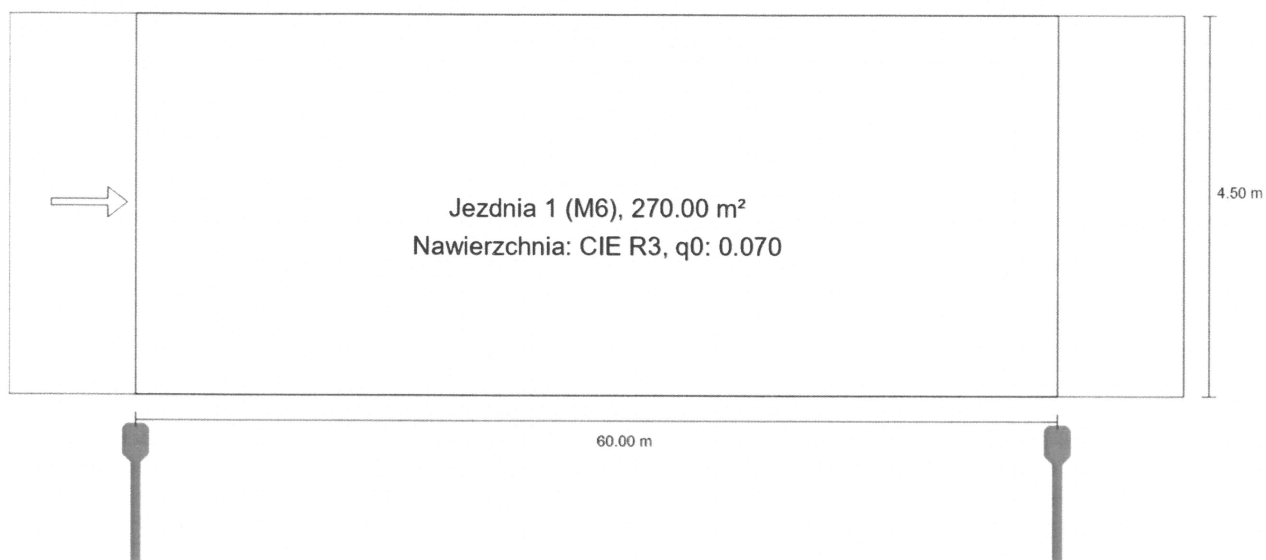 Jezdnia 1 (M6), 270.00 m²
Nawierzchnia: CIE R3, q0: 0.070
4.50 m
60.00 m